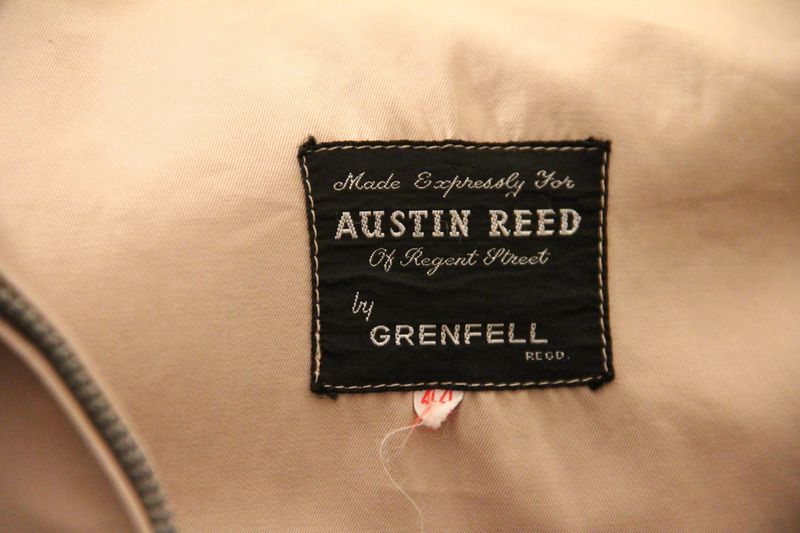 Made Expressly For
AUSTIN REED
Of Regent Street
by
GRENFELL
REGD.